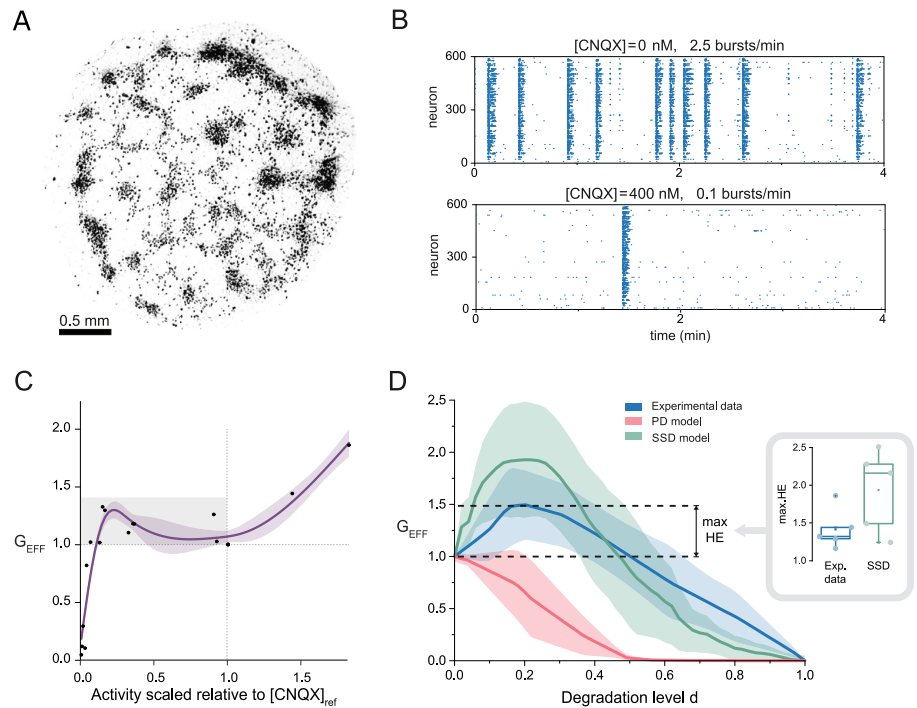 A
0.5 mm
B
[CNQX]=0 nM, 2.5 bursts/min
600
300
0
neuron
0
2
4
[CNQX]=400 nM, 0.1 bursts/min
600
300
0
neuron
0
2
4
time (min)
C
2.0
1.5
G_EFF
1.0
0.5
0.0
0.0
0.5
1.0
1.5
Activity scaled relative to [CNQX]ref
D
2.5
2.0
1.5
G_EFF
1.0
0.5
0.0
0.0
0.2
0.4
0.6
0.8
1.0
Degradation level d
Experimental data
PD model
SSD model
max
HE
2.5
2.0
1.5
1.0
max.HE
Exp.
data
SSD